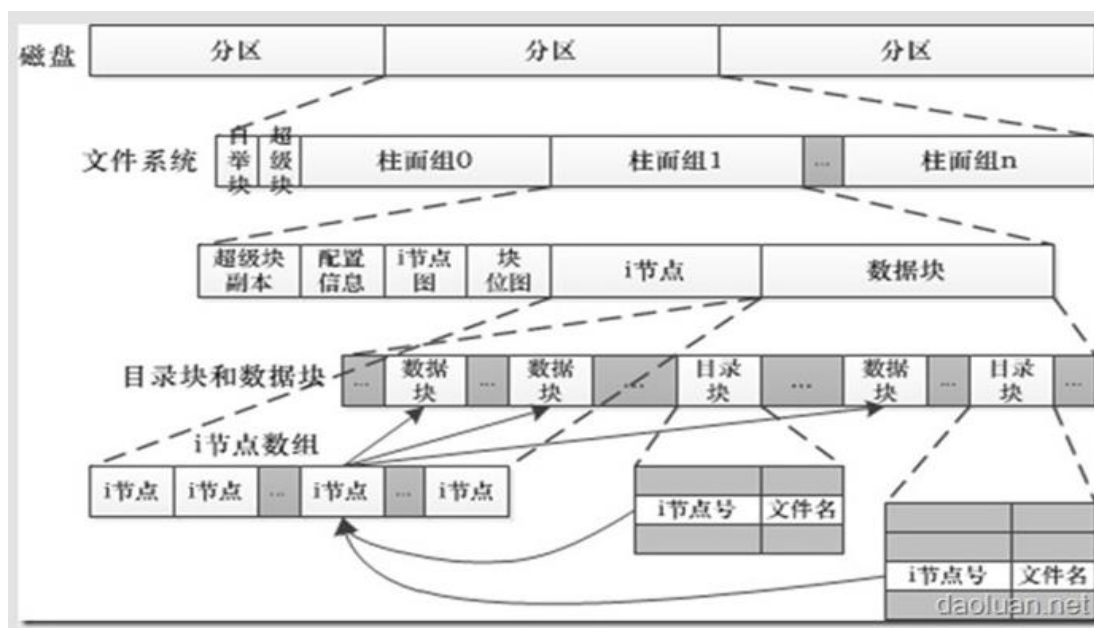 磁盘 分区 分区 分区
文件系统 自举块 超级块 柱面组0 柱面组1 ... 柱面组n
超级块 配置 i节点 块
副本 信息 图 位图
i节点 数据块
目录块和数据块 ... 数据 ... 数据 ... 目录 ... 数据 ... 目录 ...
块 块 块 块 块
i节点数组
i节点 i节点 ... i节点 ... i节点
i节点号 文件名
i节点号 文件名
daoluan.net